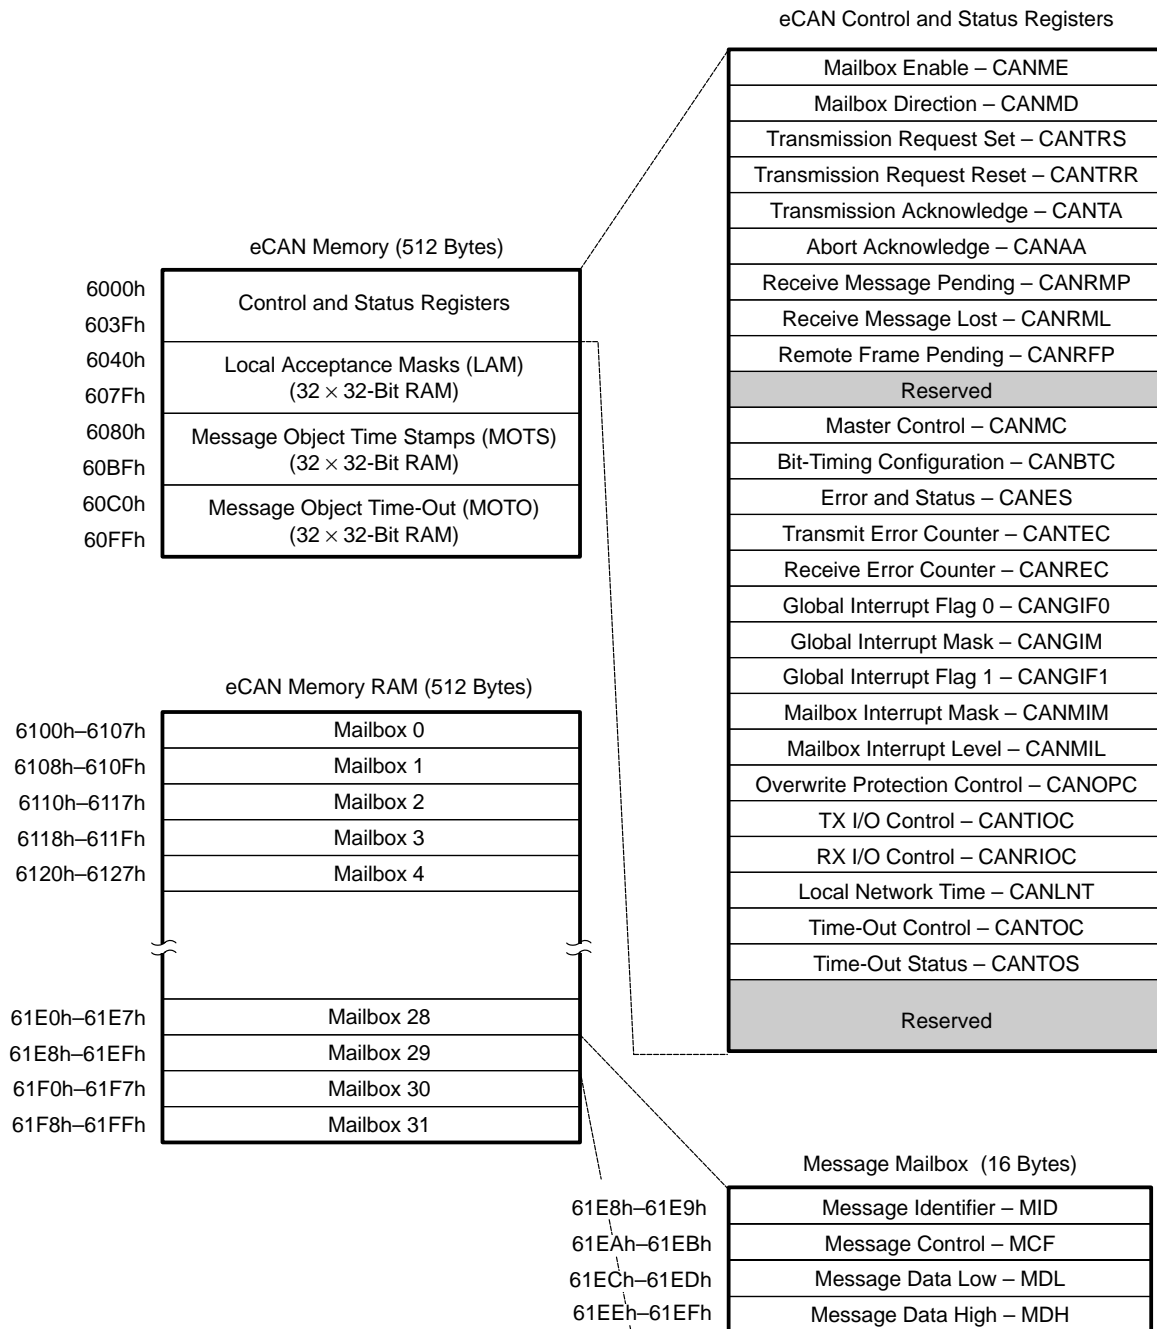 eCAN Control and Status Registers
Mailbox Enable – CANME
Mailbox Direction – CANMD
Transmission Request Set – CANTRS
Transmission Request Reset – CANTRR
Transmission Acknowledge – CANTA
Abort Acknowledge – CANAA
Receive Message Pending – CANRMP
Receive Message Lost – CANRML
Remote Frame Pending – CANRFP
Reserved
Master Control – CANMC
Bit-Timing Configuration – CANBTC
Error and Status – CANES
Transmit Error Counter – CANTEC
Receive Error Counter – CANREC
Global Interrupt Flag 0 – CANGIF0
Global Interrupt Mask – CANGIM
Global Interrupt Flag 1 – CANGIF1
Mailbox Interrupt Mask – CANMIM
Mailbox Interrupt Level – CANMIL
Overwrite Protection Control – CANOPC
TX I/O Control – CANTIOC
RX I/O Control – CANRIOC
Local Network Time – CANLNT
Time-Out Control – CANTOC
Time-Out Status – CANTOS
Reserved
eCAN Memory (512 Bytes)
6000h
603Fh
Control and Status Registers
6040h
607Fh
Local Acceptance Masks (LAM)
(32 × 32-Bit RAM)
6080h
60BFh
Message Object Time Stamps (MOTS)
(32 × 32-Bit RAM)
60C0h
60FFh
Message Object Time-Out (MOTO)
(32 × 32-Bit RAM)
eCAN Memory RAM (512 Bytes)
6100h–6107h Mailbox 0
6108h–610Fh Mailbox 1
6110h–6117h Mailbox 2
6118h–611Fh Mailbox 3
6120h–6127h Mailbox 4
61E0h–61E7h Mailbox 28
61E8h–61EFh Mailbox 29
61F0h–61F7h Mailbox 30
61F8h–61FFh Mailbox 31
Message Mailbox (16 Bytes)
61E8h–61E9h Message Identifier – MID
61EAh–61EBh Message Control – MCF
61ECh–61EDh Message Data Low – MDL
61EEh–61EFh Message Data High – MDH